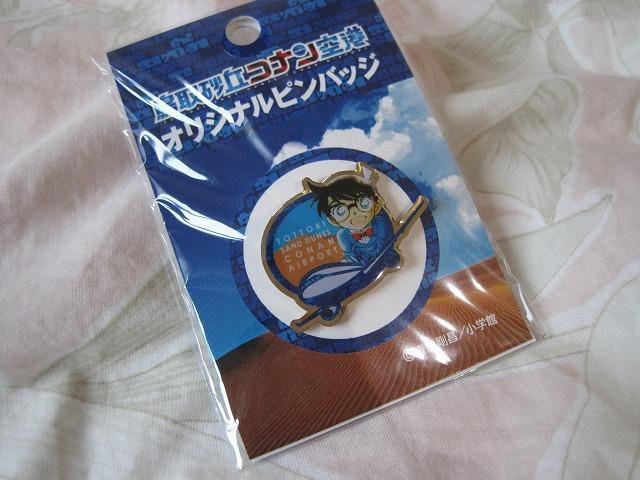 鳥取砂丘コナン空港
オリジナルピンバッジ
TOTTORI
SAND DUNES
CONAN
AIRPORT
剛昌/小学館